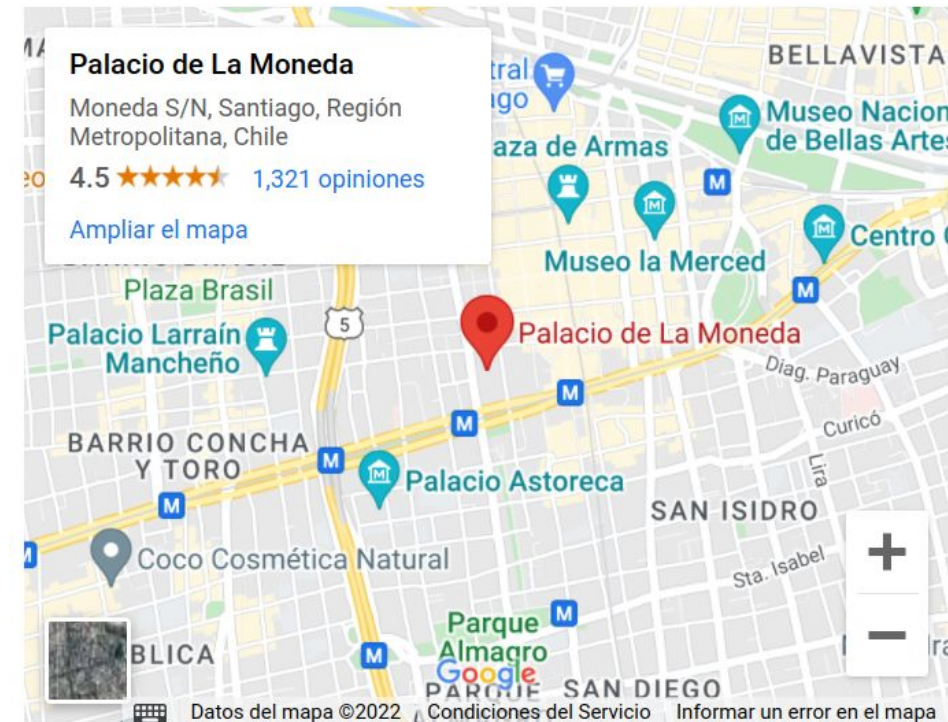 Palacio de La Moneda
Moneda S/N, Santiago, Región
Metropolitana, Chile
4.5 1,321 opiniones
Ampliar el mapa
BELLAVISTA
Museo Nacion
de Bellas Artes
aza de Armas
Museo la Merced
Centro
Plaza Brasil
5
Palacio Larraín
Mancheño
Palacio de La Moneda
Diag. Paraguay
Curicó
Lira
BARRIO CONCHA
Y TORO
Palacio Astoreca
SAN ISIDRO
Coco Cosmética Natural
Sta. Isabel
Parque
Almagro
BLICA
Google
PARQUE
SAN DIEGO
Datos del mapa ©2022 Condiciones del Servicio Informar un error en el mapa